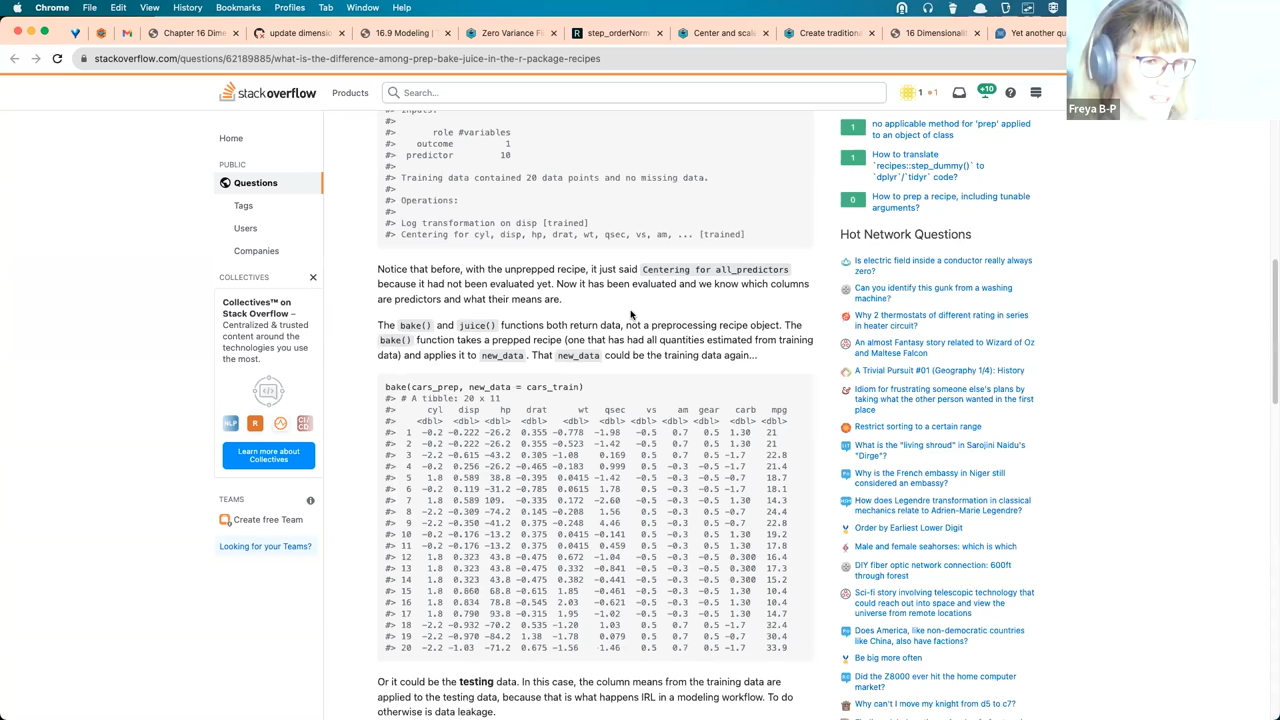 Chrome File Edit View History Bookmarks Profiles Tab Window Help
Chapter 16 Dime
update dimensio
16.9 Modeling |
Zero Variance Fi
step_orderNorm
Center and scale
Create tradition
16 Dimensionalit
Yet another qu
stackoverflow.com/questions/62189885/what-is-the-difference-among-prep-bake-juice-in-the-r-package-recipes
stackoverflow Products Search... 1 1 +10
Freya B-P
Home
PUBLIC
Questions
Tags
Users
Companies
COLLECTIVES
Collectives™ on
Stack Overflow –
Centralized & trusted
content around the
technologies you use
the most.
NLP R
Learn more about
Collectives
TEAMS
Create free Team
Looking for your Teams?
#> Inputs:
#>
#> role #variables
#> outcome 1
#> predictor 10
#>
#> Training data contained 20 data points and no missing data.
#>
#> Operations:
#>
#> Log transformation on disp [trained]
#> Centering for cyl, disp, hp, drat, wt, qsec, vs, am, ... [trained]
Notice that before, with the unprepped recipe, it just said Centering for all_predictors
because it had not been evaluated yet. Now it has been evaluated and we know which columns
are predictors and what their means are.
The bake() and juice() functions both return data, not a preprocessing recipe object. The
bake() function takes a prepped recipe (one that has had all quantities estimated from training
data) and applies it to new_data. That new_data could be the training data again...
bake(cars_prep, new_data = cars_train)
#> # A tibble: 20 x 11
#> cyl disp hp drat wt qsec vs am gear carb mpg
#> <dbl> <dbl> <dbl> <dbl> <dbl> <dbl> <dbl> <dbl> <dbl> <dbl> <dbl>
#> 1 -0.2 -0.222 -26.2 0.355 -0.778 -1.98 -0.5 0.7 0.5 1.30 21
#> 2 -0.2 -0.222 -26.2 0.355 -0.523 -1.42 -0.5 0.7 0.5 1.30 21
#> 3 -2.2 -0.615 -43.2 0.305 -1.08 0.169 0.5 0.7 0.5 -1.7 22.8
#> 4 -0.2 0.256 -26.2 -0.465 -0.183 0.999 0.5 -0.3 -0.5 -1.7 21.4
#> 5 1.8 0.589 38.8 -0.395 0.0415 -1.42 -0.5 -0.3 -0.5 -0.7 18.7
#> 6 -0.2 0.119 -31.2 -0.785 0.0615 1.78 0.5 -0.3 -0.5 -1.7 18.1
#> 7 1.8 0.589 109. -0.335 0.172 -2.60 -0.5 -0.3 -0.5 1.30 14.3
#> 8 -2.2 -0.309 -74.2 0.145 -0.208 1.56 0.5 -0.3 0.5 -0.7 24.4
#> 9 -2.2 -0.350 -41.2 0.375 -0.248 4.46 0.5 -0.3 0.5 -0.7 22.8
#> 10 -0.2 -0.176 -13.2 0.375 0.0415 -0.141 0.5 -0.3 0.5 1.30 19.2
#> 11 -0.2 -0.176 -13.2 0.375 0.0415 0.459 0.5 -0.3 0.5 1.30 17.8
#> 12 1.8 0.323 43.8 -0.475 0.672 -1.04 -0.5 -0.3 -0.5 0.300 16.4
#> 13 1.8 0.323 43.8 -0.475 0.332 -0.841 -0.5 -0.3 -0.5 0.300 17.3
#> 14 1.8 0.323 43.8 -0.475 0.382 -0.441 -0.5 -0.3 -0.5 0.300 15.2
#> 15 1.8 0.860 68.8 -0.615 1.85 -0.461 -0.5 -0.3 -0.5 1.30 10.4
#> 16 1.8 0.834 78.8 -0.545 2.03 -0.621 -0.5 -0.3 -0.5 1.30 10.4
#> 17 1.8 0.790 93.8 -0.315 1.95 -1.02 -0.5 -0.3 -0.5 1.30 14.7
#> 18 -2.2 -0.932 -70.2 0.535 -1.20 1.03 0.5 0.7 0.5 -1.7 32.4
#> 19 -2.2 -0.970 -84.2 1.38 -1.78 0.079 0.5 0.7 0.5 -0.7 30.4
#> 20 -2.2 -1.03 -71.2 0.675 -1.56 1.46 0.5 0.7 0.5 -1.7 33.9
Or it could be the testing data. In this case, the column means from the training data are
applied to the testing data, because that is what happens IRL in a modeling workflow. To do
otherwise is data leakage.
1 no applicable method for 'prep' applied
to an object of class
1 How to translate
`recipes::step_dummy()` to
`dplyr`/`tidyr` code?
0 How to prep a recipe, including tunable
arguments?
Hot Network Questions
Is electric field inside a conductor really always
zero?
Can you identify this gunk from a washing
machine?
Why 2 thermostats of different rating in series
in heater circuit?
An almost Fantasy story related to Wizard of Oz
and Maltese Falcon
A Trivial Pursuit #01 (Geography 1/4): History
Idiom for frustrating someone else's plans by
taking what the other person wanted in the first
place
Restrict sorting to a certain range
What is the "living shroud" in Sarojini Naidu's
"Dirge"?
Why is the French embassy in Niger still
considered an embassy?
How does Legendre transformation in classical
mechanics relate to Adrien-Marie Legendre?
Order by Earliest Lower Digit
Male and female seahorses: which is which
DIY fiber optic network connection: 600ft
through forest
Sci-fi story involving telescopic technology that
could reach out into space and view the
universe from remote locations
Does America, like non-democratic countries
like China, also have factions?
Be big more often
Did the Z8000 ever hit the home computer
market?
Why can't I move my knight from d5 to c7?